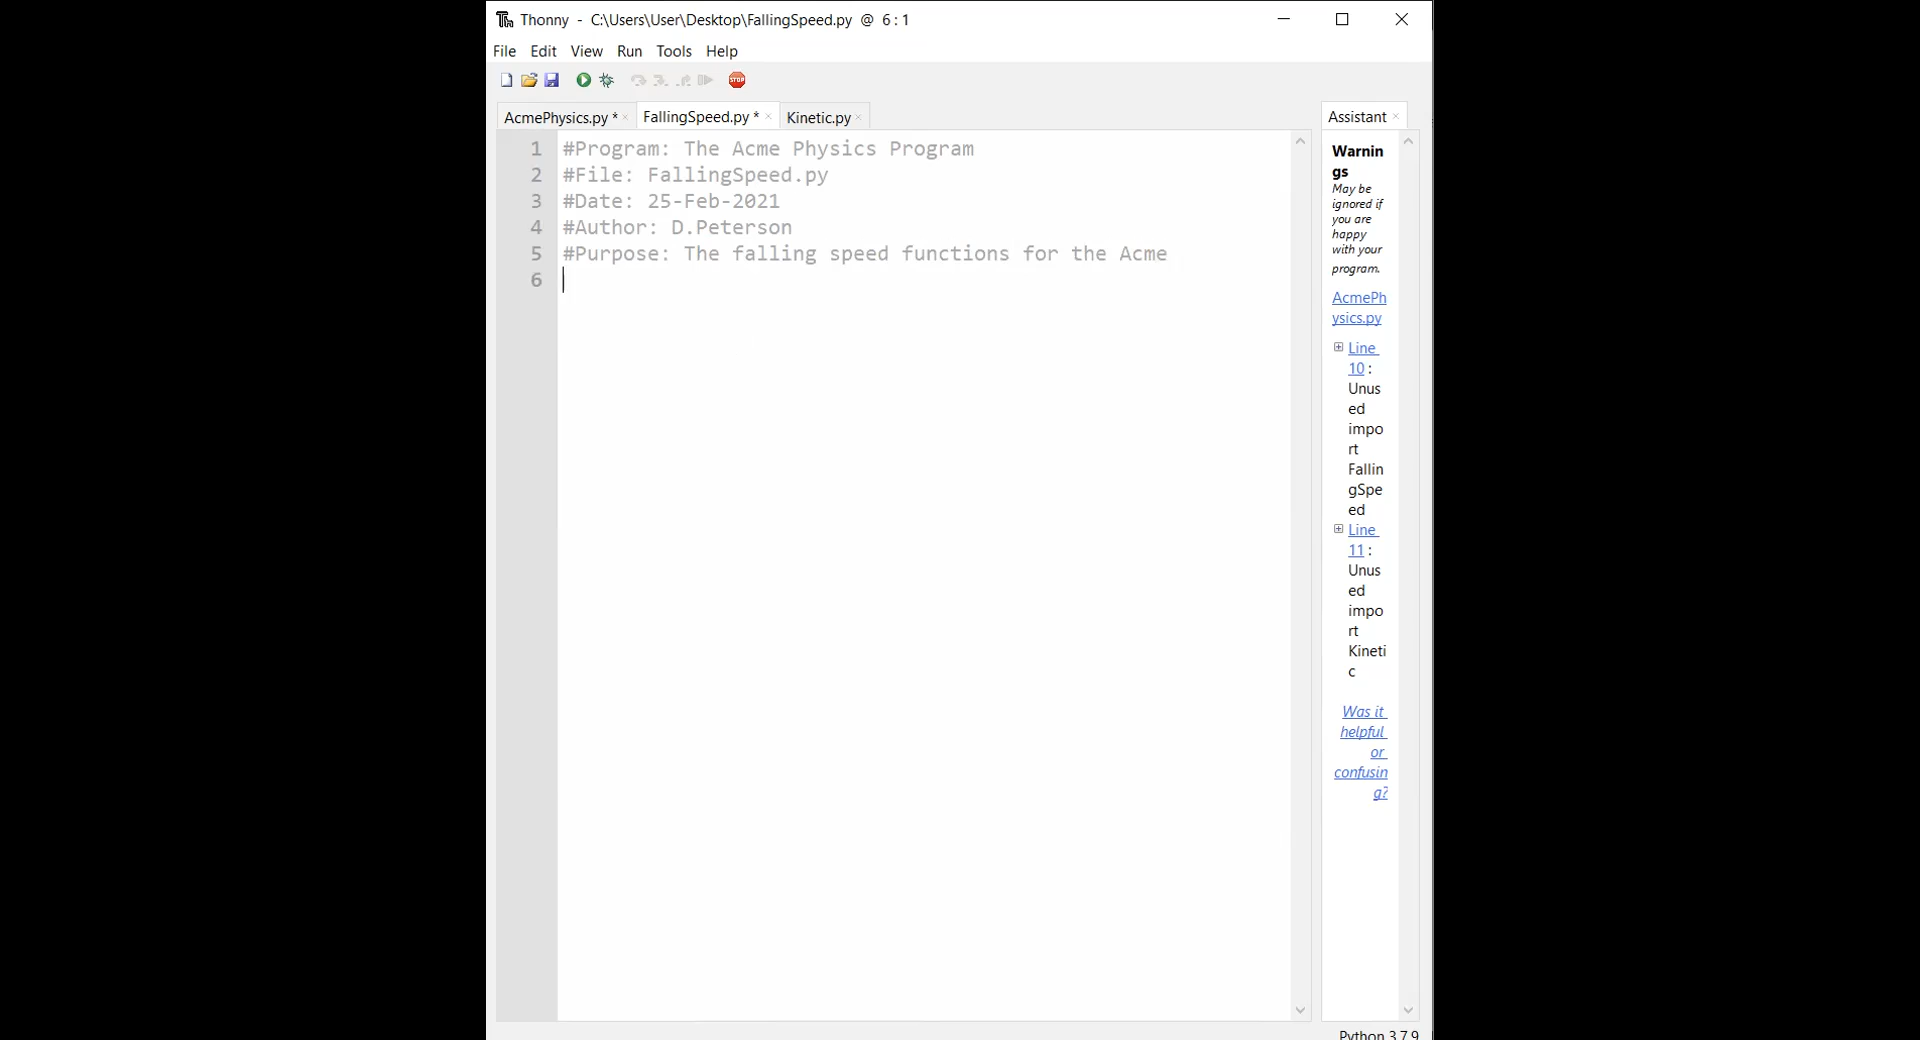 Thonny - C:\Users\User\Desktop\FallingSpeed.py @ 6 : 1
File Edit View Run Tools Help
STOP
AcmePhysics.py * FallingSpeed.py * Kinetic.py
Assistant
1 #Program: The Acme Physics Program
2 #File: FallingSpeed.py
3 #Date: 25-Feb-2021
4 #Author: D.Peterson
5 #Purpose: The falling speed functions for the Acme
6
Warnin
gs
May be
ignored if
you are
happy
with your
program.
AcmePh
ysics.py
Line
10 :
Unus
ed
impo
rt
Fallin
gSpe
ed
Line
11 :
Unus
ed
impo
rt
Kineti
c
Was it
helpful
or
confusin
g?
Python 3.7.9